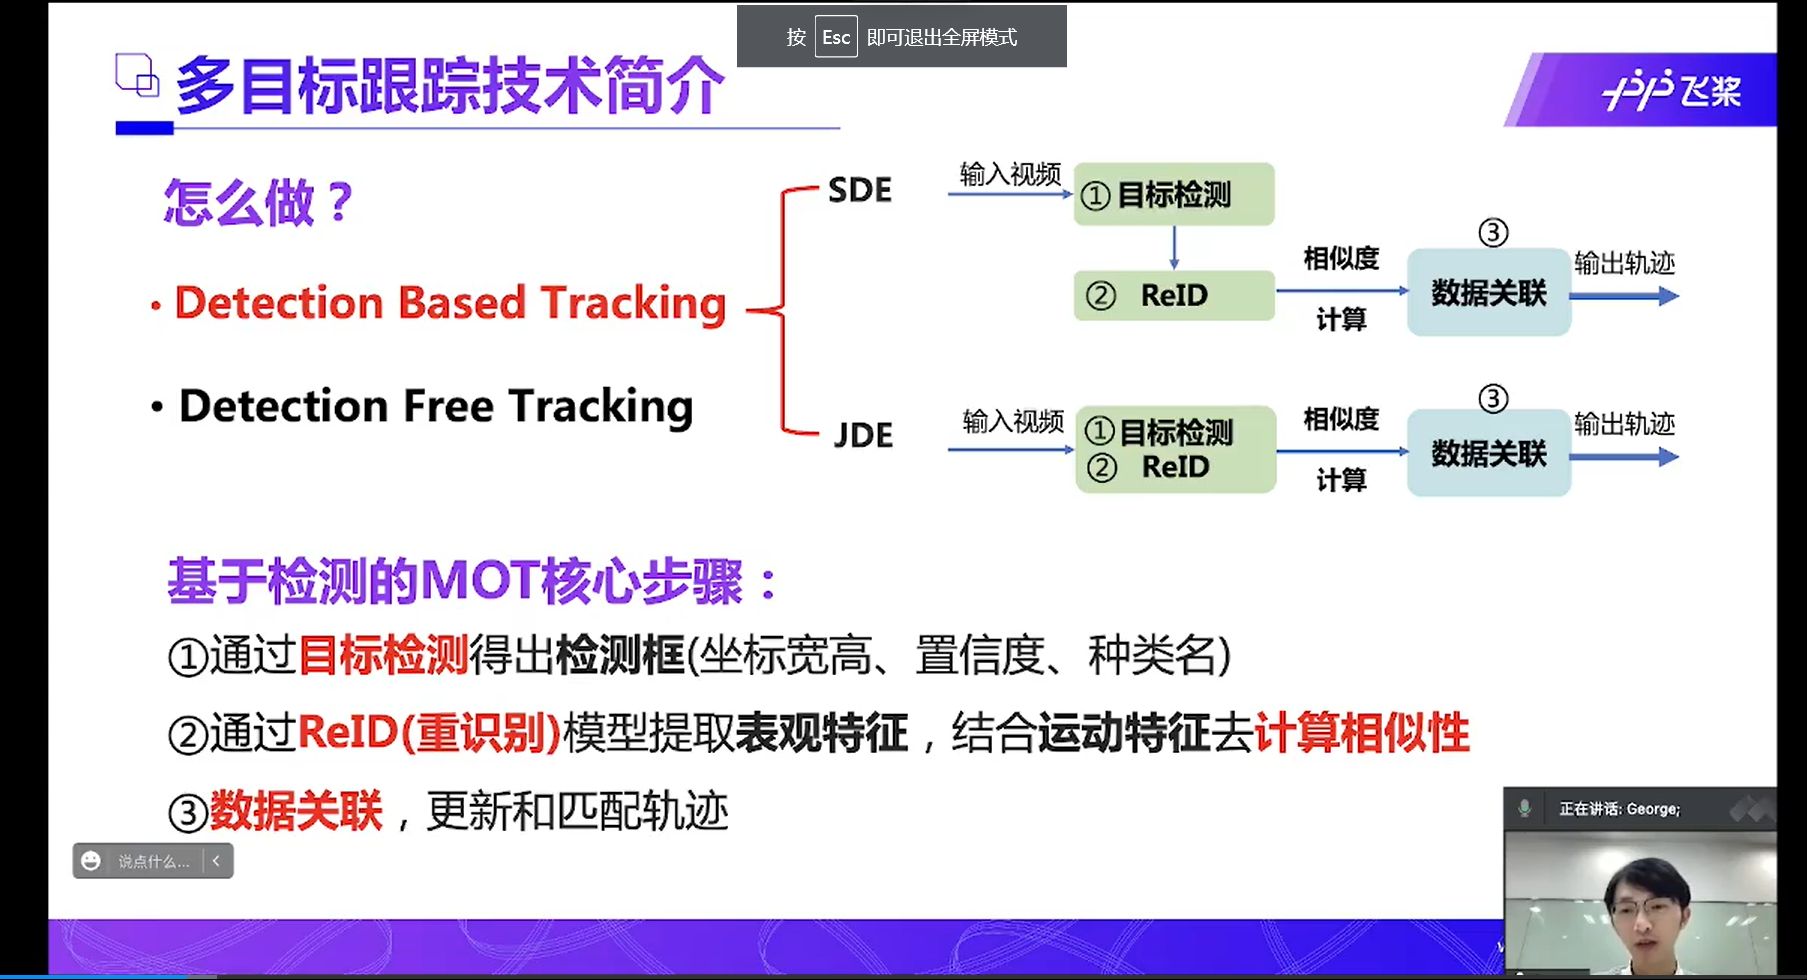 按 Esc 即可退出全屏模式
多目标跟踪技术简介
飞桨
怎么做？
• Detection Based Tracking
• Detection Free Tracking
SDE
输入视频
① 目标检测
② ReID
相似度
计算
③
数据关联
输出轨迹
JDE
输入视频
① 目标检测
② ReID
相似度
计算
③
数据关联
输出轨迹
基于检测的MOT核心步骤：
①通过目标检测得出检测框(坐标宽高、置信度、种类名)
②通过ReID(重识别)模型提取表观特征，结合运动特征去计算相似性
③数据关联，更新和匹配轨迹
说点什么...
正在讲话: George;